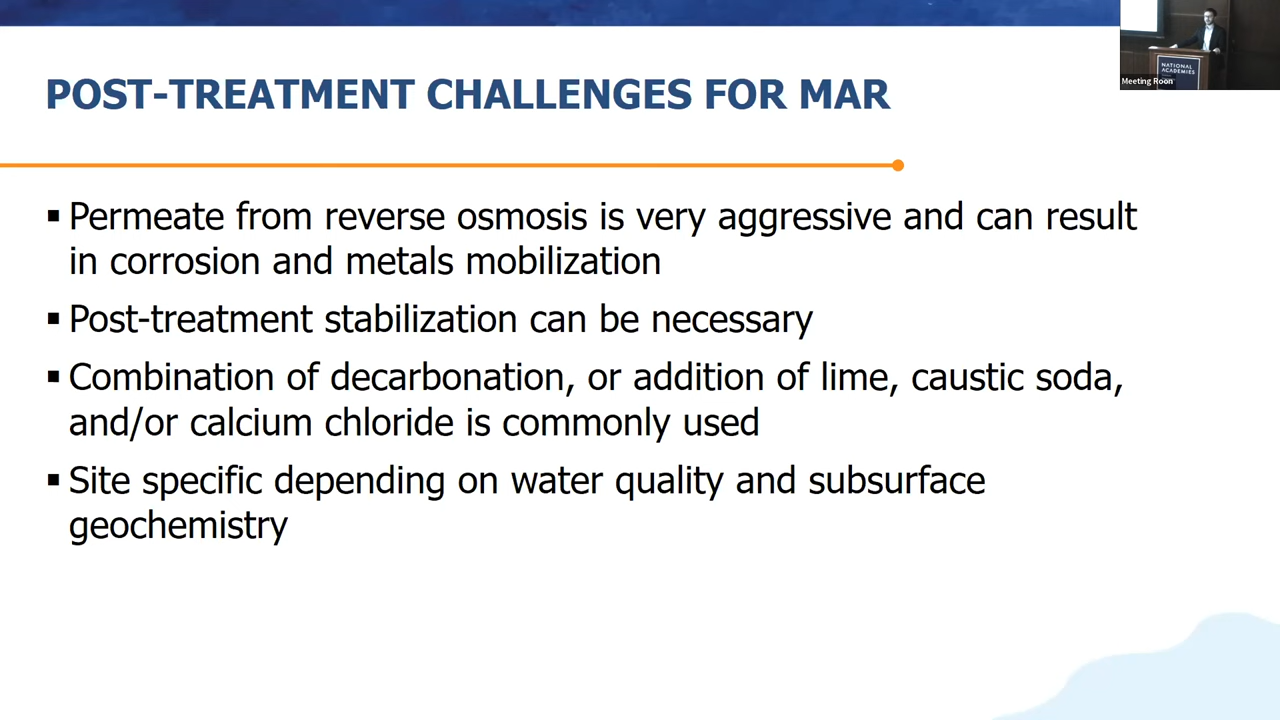 POST-TREATMENT CHALLENGES FOR MAR
▪ Permeate from reverse osmosis is very aggressive and can result
in corrosion and metals mobilization
▪ Post-treatment stabilization can be necessary
▪ Combination of decarbonation, or addition of lime, caustic soda,
and/or calcium chloride is commonly used
▪ Site specific depending on water quality and subsurface
geochemistry
NATIONAL
ACADEMIES
Meeting Room